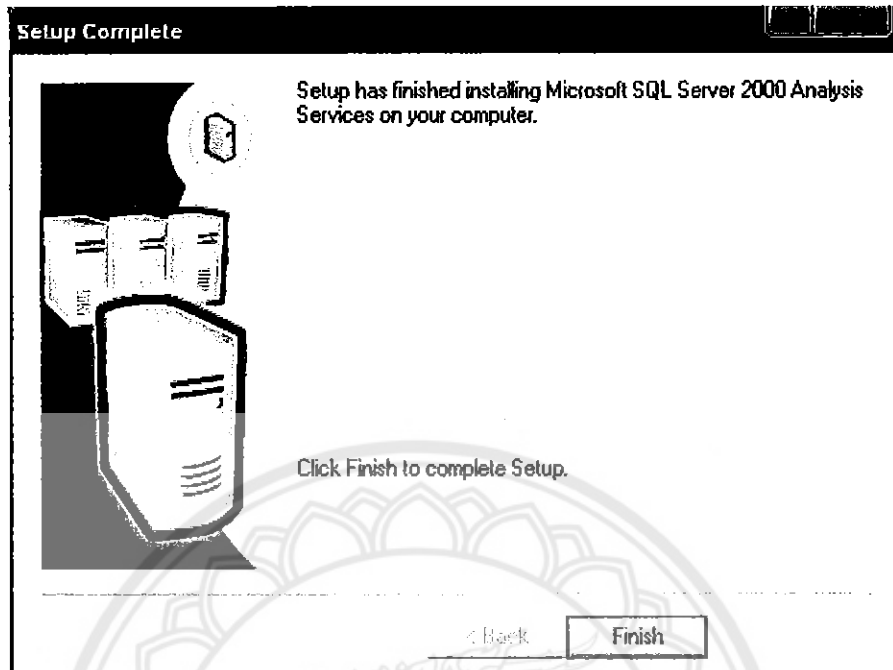 Setup Complete
Setup has finished installing Microsoft SQL Server 2000 Analysis
Services on your computer.
Click Finish to complete Setup.
< Back
Finish